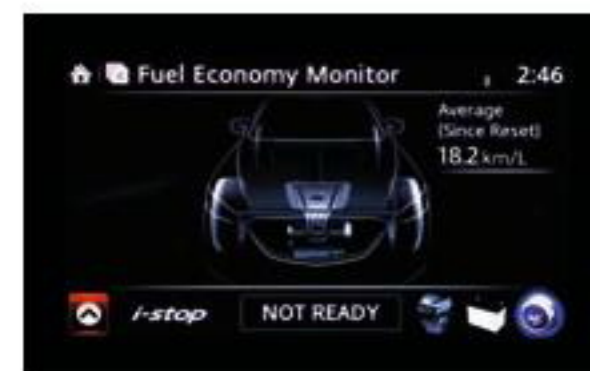 Fuel Economy Monitor 2:46
Average
(Since Reset)
18.2 km/L
i-stop NOT READY